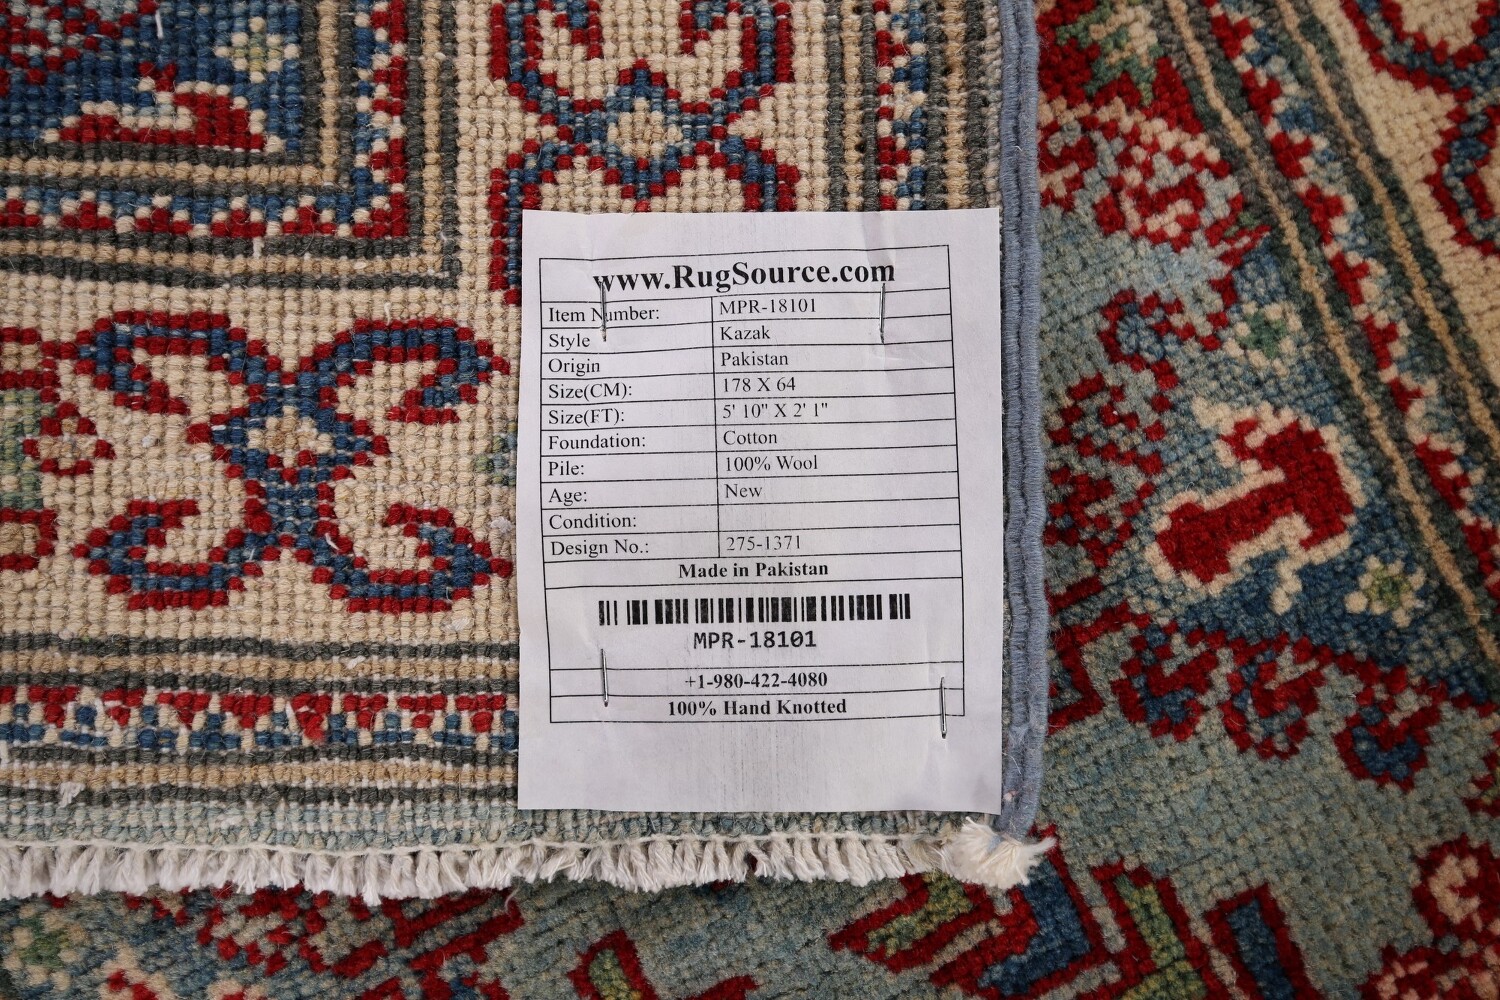 www.RugSource.com
Item Number: MPR-18101
Style Kazak
Origin Pakistan
Size(CM): 178 X 64
Size(FT): 5' 10" X 2' 1"
Foundation: Cotton
Pile: 100% Wool
Age: New
Condition:
Design No.: 275-1371
Made in Pakistan
MPR-18101
+1-980-422-4080
100% Hand Knotted